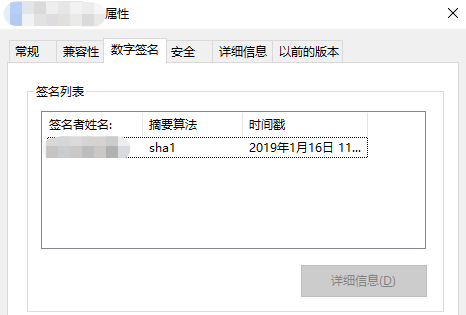 属性
常规 兼容性 数字签名 安全 详细信息 以前的版本
签名列表
签名者姓名: 摘要算法 时间戳
sha1 2019年1月16日 11...
详细信息(D)